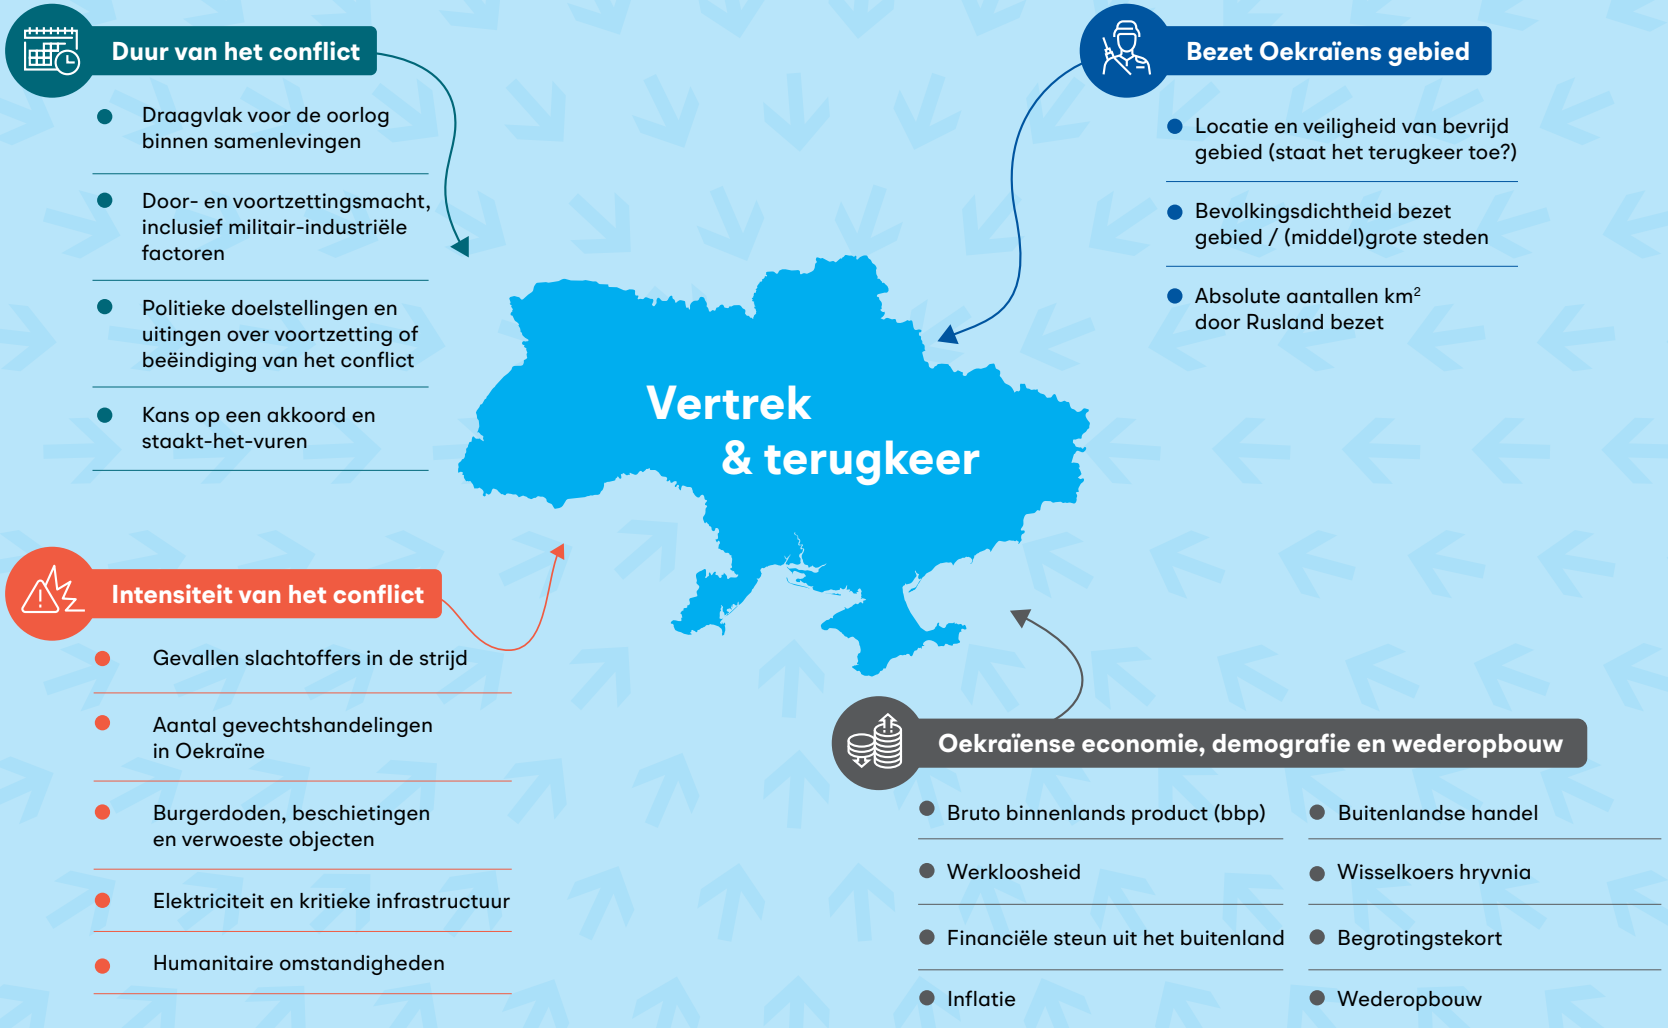 Duur van het conflict
Draagvlak voor de oorlog
binnen samenlevingen
Door- en voortzettingsmacht,
inclusief militair-industriële
factoren
Politieke doelstellingen en
uitingen over voortzetting of
beëindiging van het conflict
Kans op een akkoord en
staakt-het-vuren
Bezet Oekraïens gebied
Locatie en veiligheid van bevrijd
gebied (staat het terugkeer toe?)
Bevolkingsdichtheid bezet
gebied / (middel)grote steden
Absolute aantallen km²
door Rusland bezet
Vertrek
& terugkeer
Intensiteit van het conflict
Gevallen slachtoffers in de strijd
Aantal gevechtshandelingen
in Oekraïne
Burgerdoden, beschietingen
en verwoeste objecten
Elektriciteit en kritieke infrastructuur
Humanitaire omstandigheden
Oekraïense economie, demografie en wederopbouw
Bruto binnenlands product (bbp)
Werkloosheid
Financiële steun uit het buitenland
Inflatie
Buitenlandse handel
Wisselkoers hryvnia
Begrotingstekort
Wederopbouw